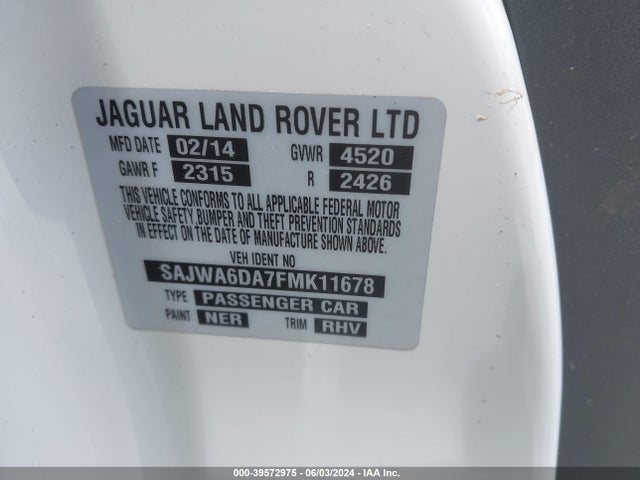 JAGUAR LAND ROVER LTD
MFD DATE 02/14 GVWR 4520
GAWR F 2315 R 2426
THIS VEHICLE CONFORMS TO ALL APPLICABLE FEDERAL MOTOR
VEHICLE SAFETY BUMPER AND THEFT PREVENTION STANDARDS
IN EFFECT ON THE DATE OF MANUFACTURE SHOWN ABOVE.
VEH IDENT NO
SAJWA6DA7FMK11678
TYPE PASSENGER CAR
PAINT NER TRIM RHV
000-39572975 - 06/03/2024 - IAA Inc.